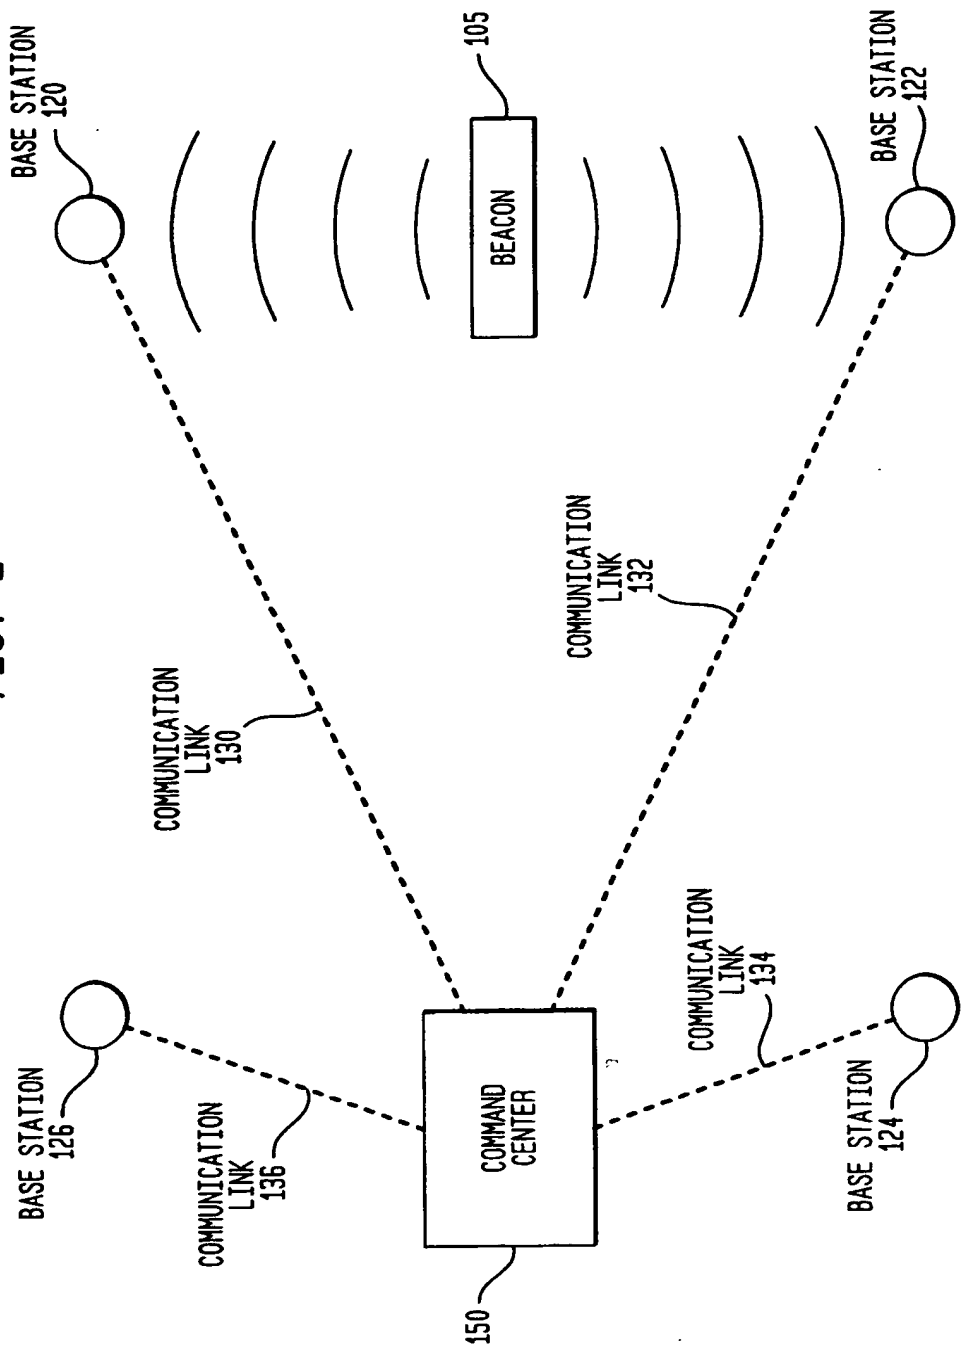 BASE STATION
126
BASE STATION
120
COMMUNICATION
LINK
130
COMMUNICATION
LINK
136
150
COMMAND
CENTER
BEACON
105
COMMUNICATION
LINK
132
COMMUNICATION
LINK
134
BASE STATION
124
BASE STATION
122